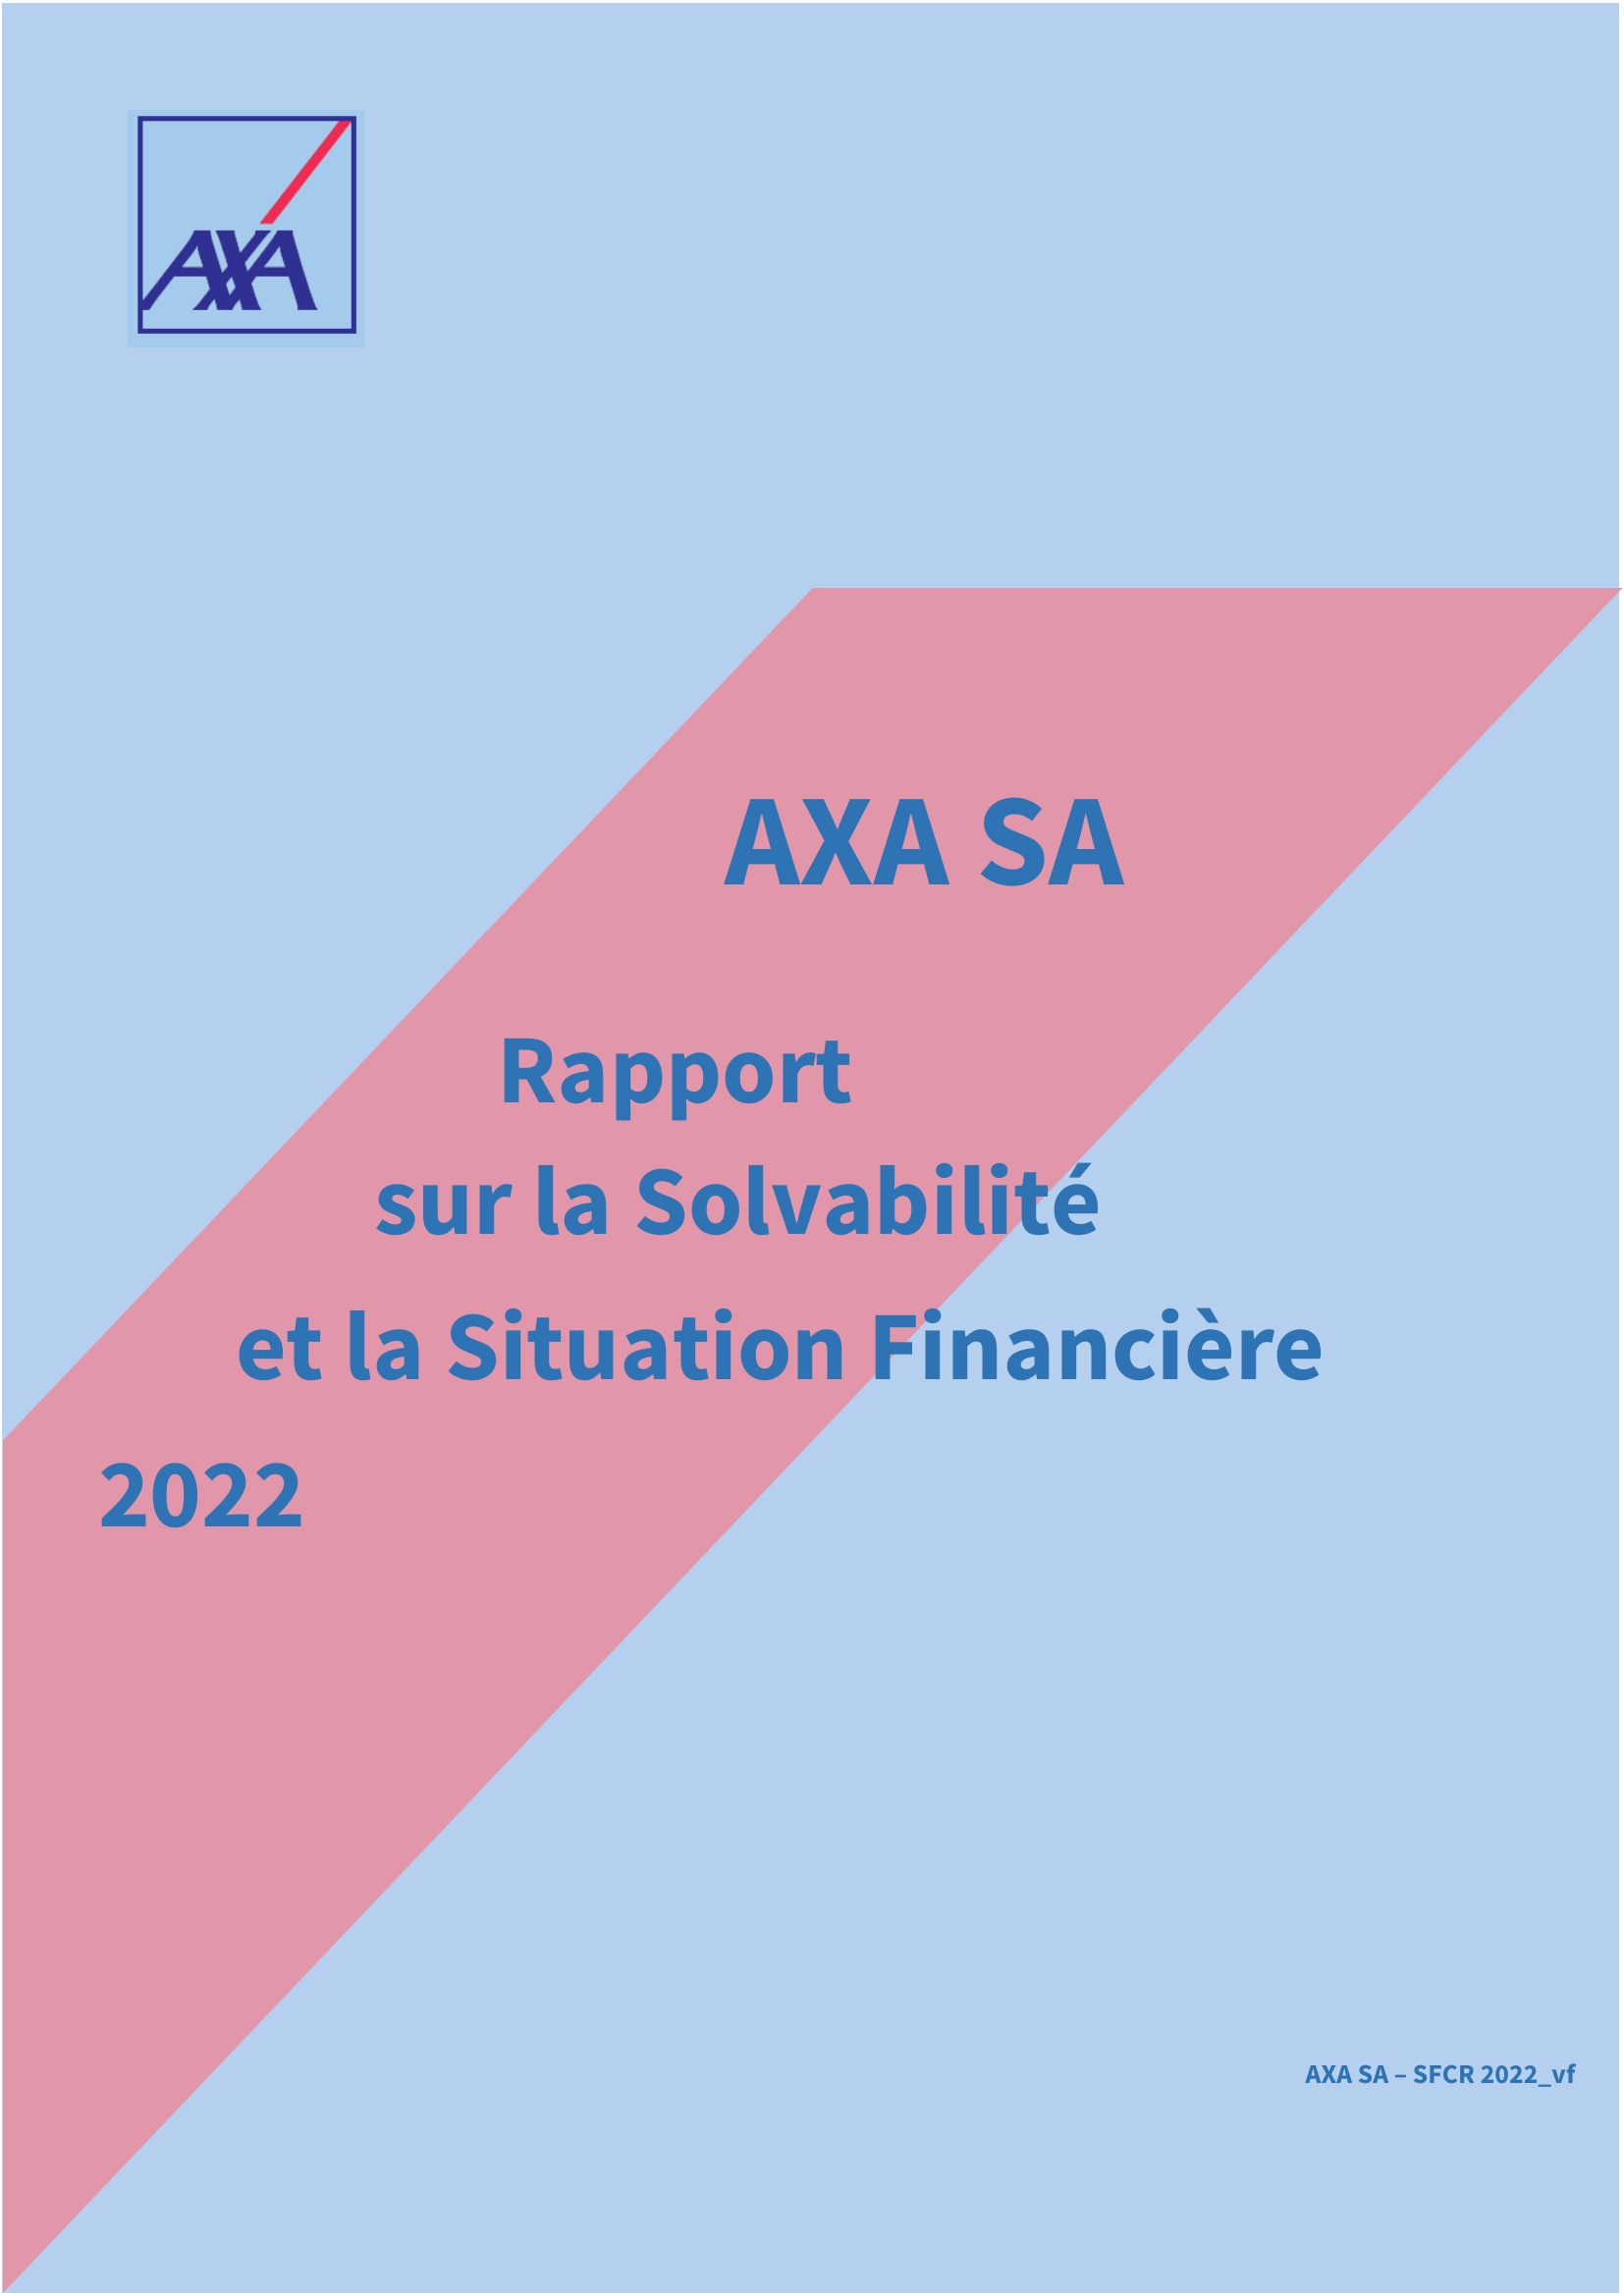 AXA
AXA SA
Rapport
sur la Solvabilité
et la Situation Financière
2022
AXA SA – SFCR 2022_vf